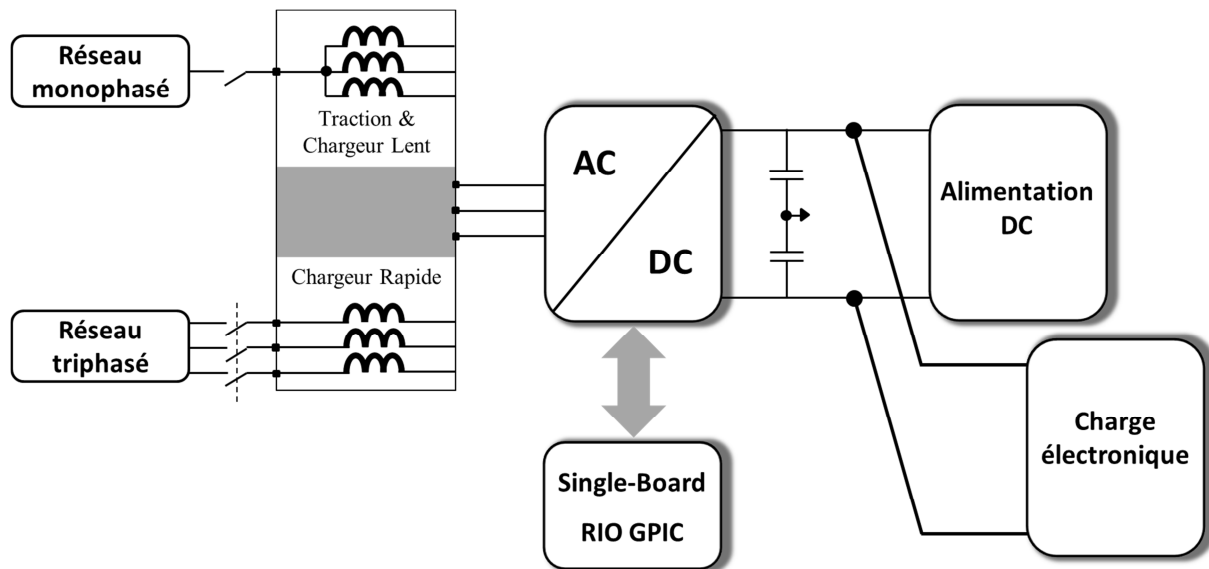 Réseau
monophasé
Traction &
Chargeur Lent
Chargeur Rapide
Réseau
triphasé
AC
DC
Alimentation
DC
Single-Board
RIO GPIC
Charge
électronique